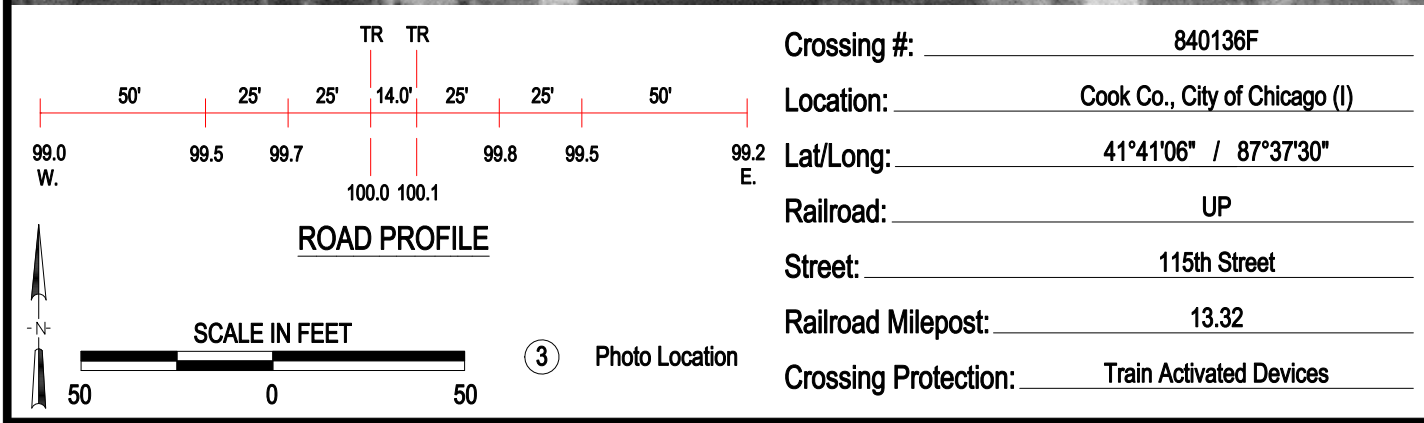 TR TR
50' 25' 25' 14.0' 25' 25' 50'
99.0 99.5 99.7 99.8 99.5 99.2
W. E.
100.0 100.1
ROAD PROFILE
-N-
SCALE IN FEET
50 0 50
3 Photo Location
Crossing #: 840136F
Location: Cook Co., City of Chicago (I)
Lat/Long: 41°41'06" / 87°37'30"
Railroad: UP
Street: 115th Street
Railroad Milepost: 13.32
Crossing Protection: Train Activated Devices